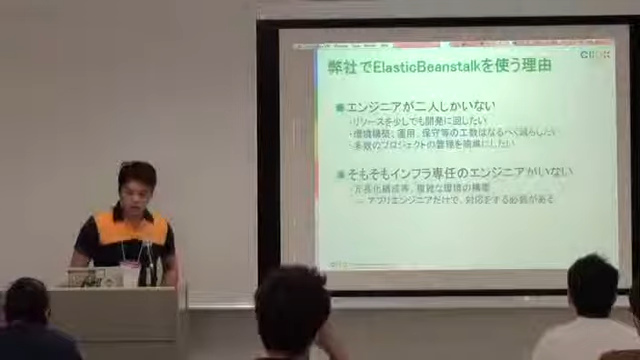 弊社でElasticBeanstalkを使う理由
エンジニアが二人しかいない
・リソースを少しでも開発に回したい
・環境構築、運用、保守等の工数はなるべく減らしたい
・多数のプロジェクトの管理を簡単にしたい
そもそもインフラ専任のエンジニアがいない
・冗長化構成等、複雑な環境の構築
→ アプリエンジニアだけで、対応をする必要がある